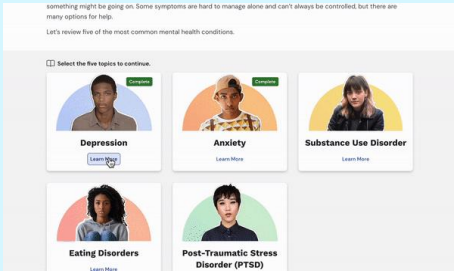 something might be going on. Some symptoms are hard to manage alone and can't always be controlled, but there are
many options for help.
Let's review five of the most common mental health conditions.
Select the five topics to continue.
Complete
Complete
Depression
Anxiety
Substance Use Disorder
Learn More
Learn More
Learn More
Eating Disorders
Post-Traumatic Stress
Disorder (PTSD)
Learn More